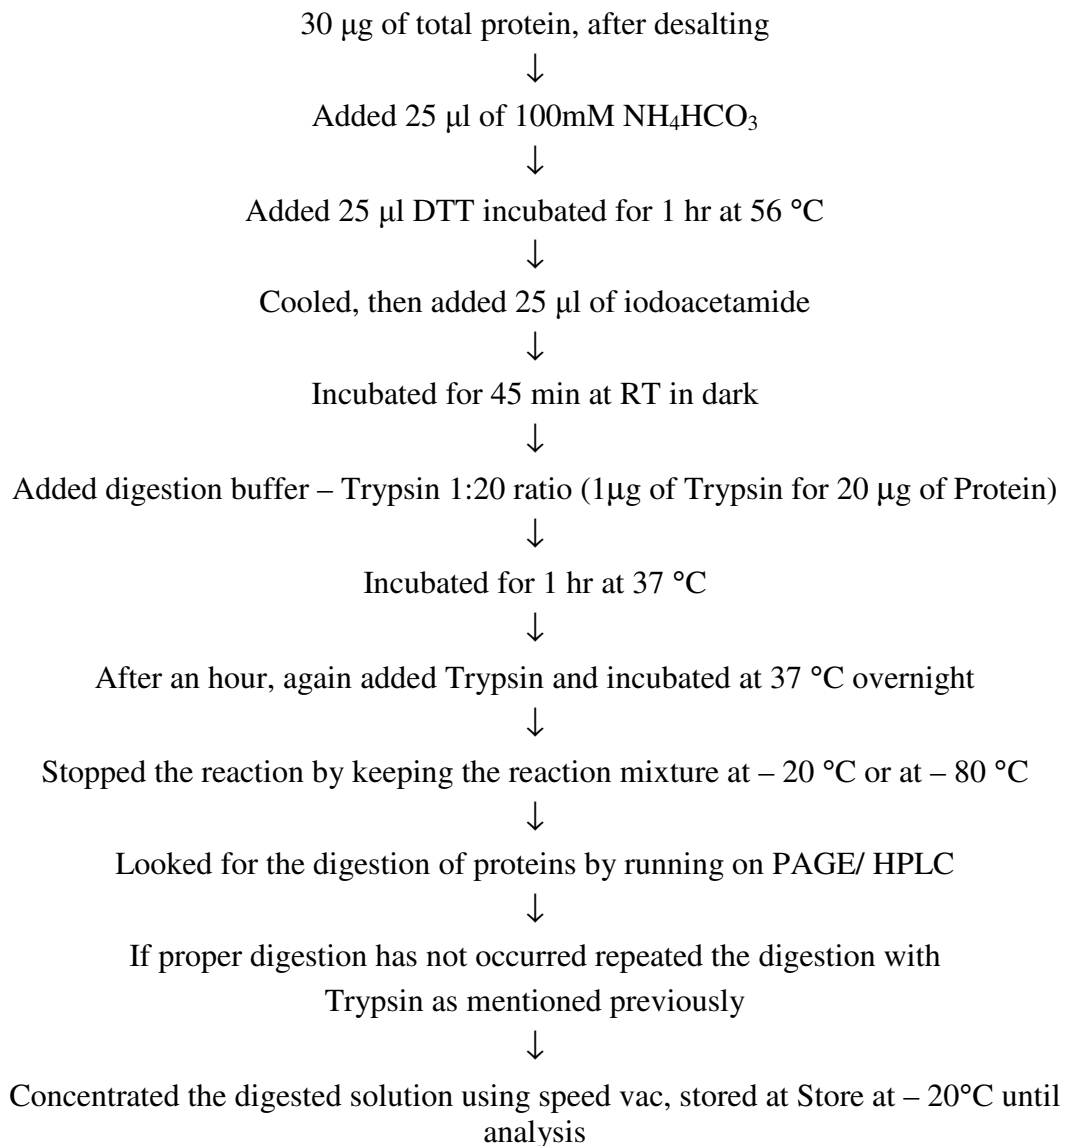 30 µg of total protein, after desalting
↓
Added 25 µl of 100mM NH₄HCO₃
↓
Added 25 µl DTT incubated for 1 hr at 56 °C
↓
Cooled, then added 25 µl of iodoacetamide
↓
Incubated for 45 min at RT in dark
↓
Added digestion buffer – Trypsin 1:20 ratio (1µg of Trypsin for 20 µg of Protein)
↓
Incubated for 1 hr at 37 °C
↓
After an hour, again added Trypsin and incubated at 37 °C overnight
↓
Stopped the reaction by keeping the reaction mixture at – 20 °C or at – 80 °C
↓
Looked for the digestion of proteins by running on PAGE/ HPLC
↓
If proper digestion has not occurred repeated the digestion with
Trypsin as mentioned previously
↓
Concentrated the digested solution using speed vac, stored at Store at – 20°C until
analysis